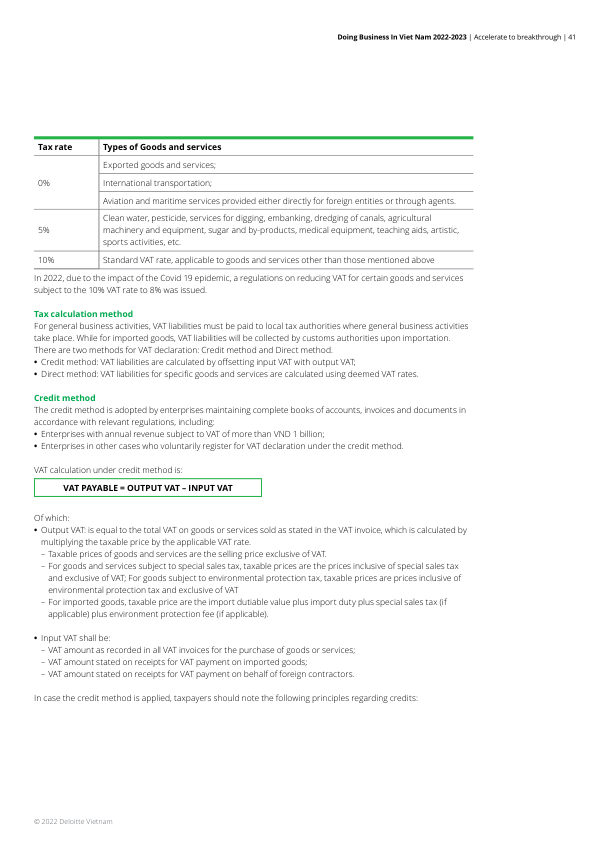 Doing Business In Viet Nam 2022-2023 | Accelerate to breakthrough | 41
Tax rate
Types of Goods and services
0%
Exported goods and services;
International transportation;
Aviation and maritime services provided either directly for foreign entities or through agents.
5%
Clean water, pesticide, services for digging, embanking, dredging of canals, agricultural
machinery and equipment, sugar and by-products, medical equipment, teaching aids, artistic,
sports activities, etc.
10%
Standard VAT rate, applicable to goods and services other than those mentioned above
In 2022, due to the impact of the Covid 19 epidemic, a regulations on reducing VAT for certain goods and services
subject to the 10% VAT rate to 8% was issued.
Tax calculation method
For general business activities, VAT liabilities must be paid to local tax authorities where general business activities
take place. While for imported goods, VAT liabilities will be collected by customs authorities upon importation.
There are two methods for VAT declaration: Credit method and Direct method.
• Credit method: VAT liabilities are calculated by offsetting input VAT with output VAT;
• Direct method: VAT liabilities for specific goods and services are calculated using deemed VAT rates.
Credit method
The credit method is adopted by enterprises maintaining complete books of accounts, invoices and documents in
accordance with relevant regulations, including:
• Enterprises with annual revenue subject to VAT of more than VND 1 billion;
• Enterprises in other cases who voluntarily register for VAT declaration under the credit method.
VAT calculation under credit method is:
VAT PAYABLE = OUTPUT VAT – INPUT VAT
Of which:
• Output VAT: is equal to the total VAT on goods or services sold as stated in the VAT invoice, which is calculated by
multiplying the taxable price by the applicable VAT rate.
– Taxable prices of goods and services are the selling price exclusive of VAT.
– For goods and services subject to special sales tax, taxable prices are the prices inclusive of special sales tax
and exclusive of VAT; For goods subject to environmental protection tax, taxable prices are prices inclusive of
environmental protection tax and exclusive of VAT
– For imported goods, taxable price are the import dutiable value plus import duty plus special sales tax (if
applicable) plus environment protection fee (if applicable).
• Input VAT shall be:
– VAT amount as recorded in all VAT invoices for the purchase of goods or services;
– VAT amount stated on receipts for VAT payment on imported goods;
– VAT amount stated on receipts for VAT payment on behalf of foreign contractors.
In case the credit method is applied, taxpayers should note the following principles regarding credits:
© 2022 Deloitte Vietnam